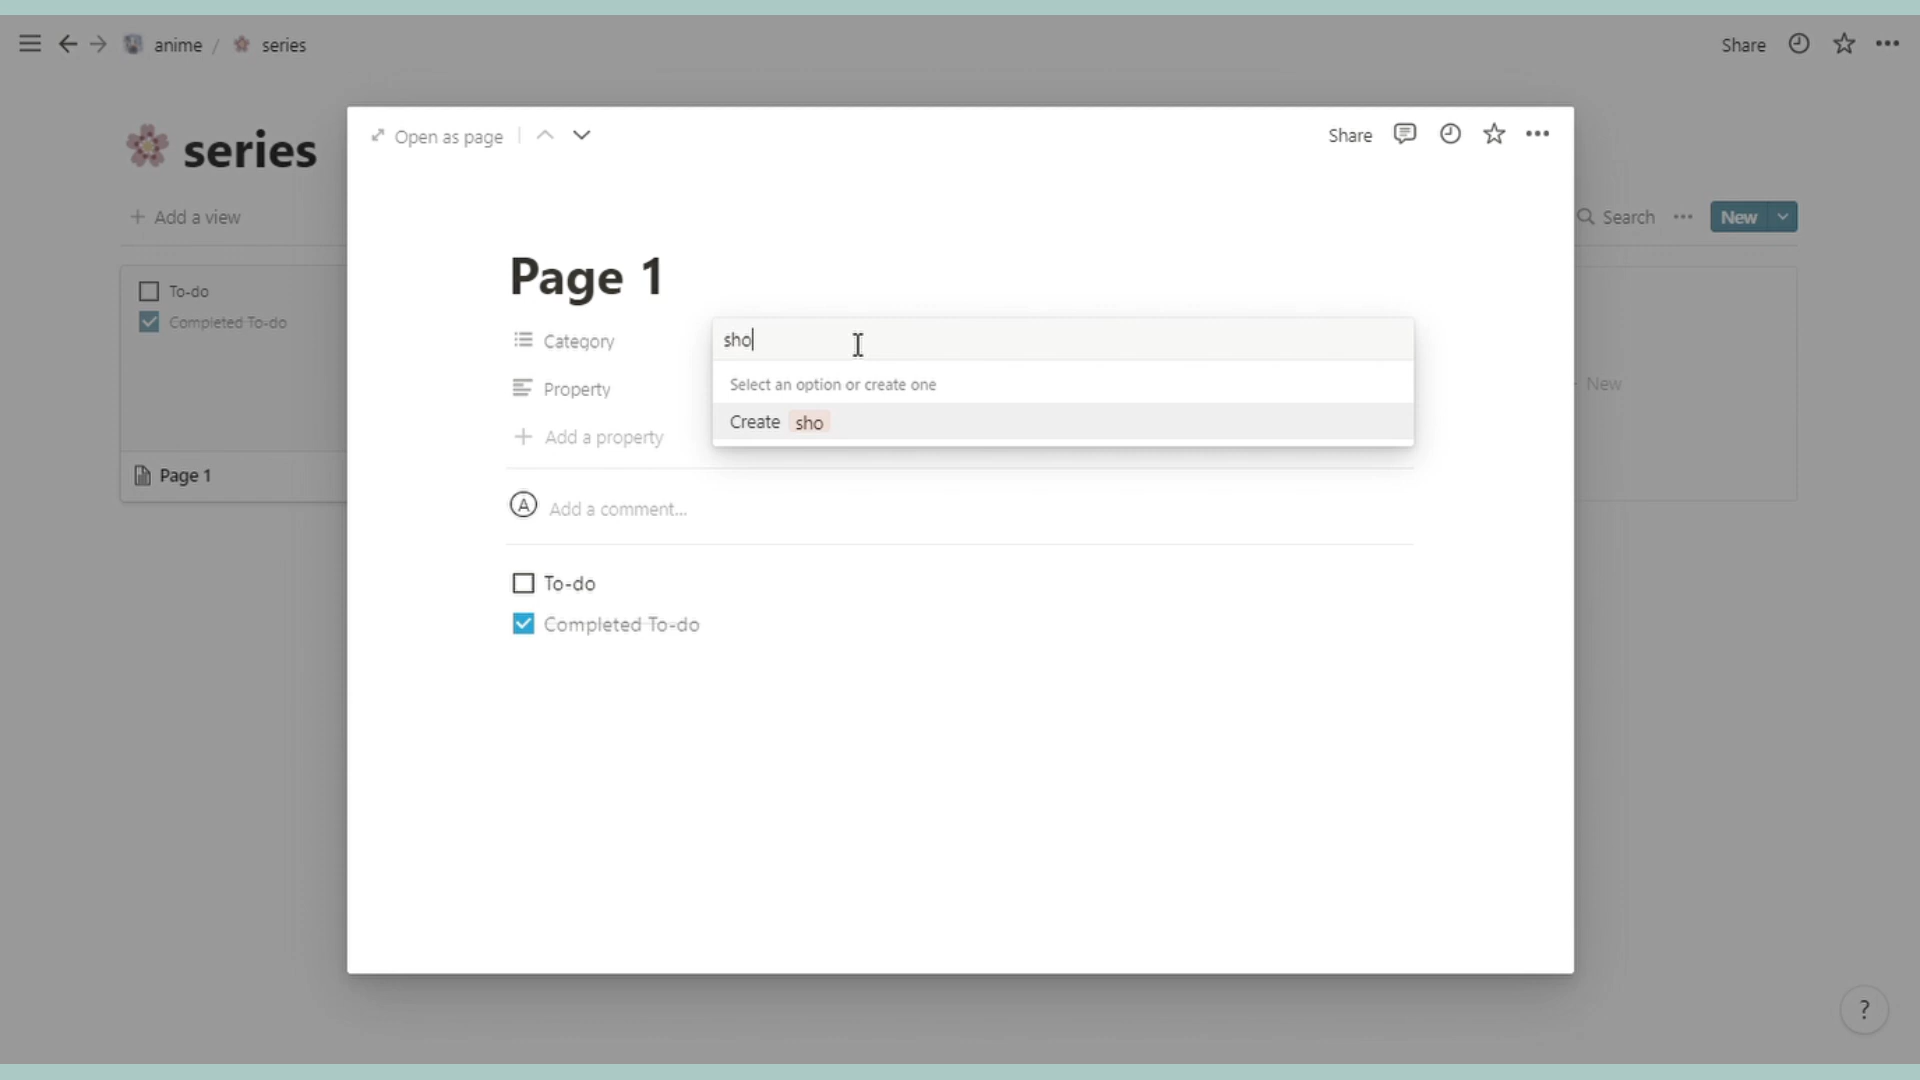 anime / series
Share
series
Add a view
Search
New
To-do
Completed To-do
Page 1
New
Open as page
Share
Page 1
Category
sho
Select an option or create one
Create sho
Property
Add a property
A
Add a comment...
To-do
Completed To-do
?